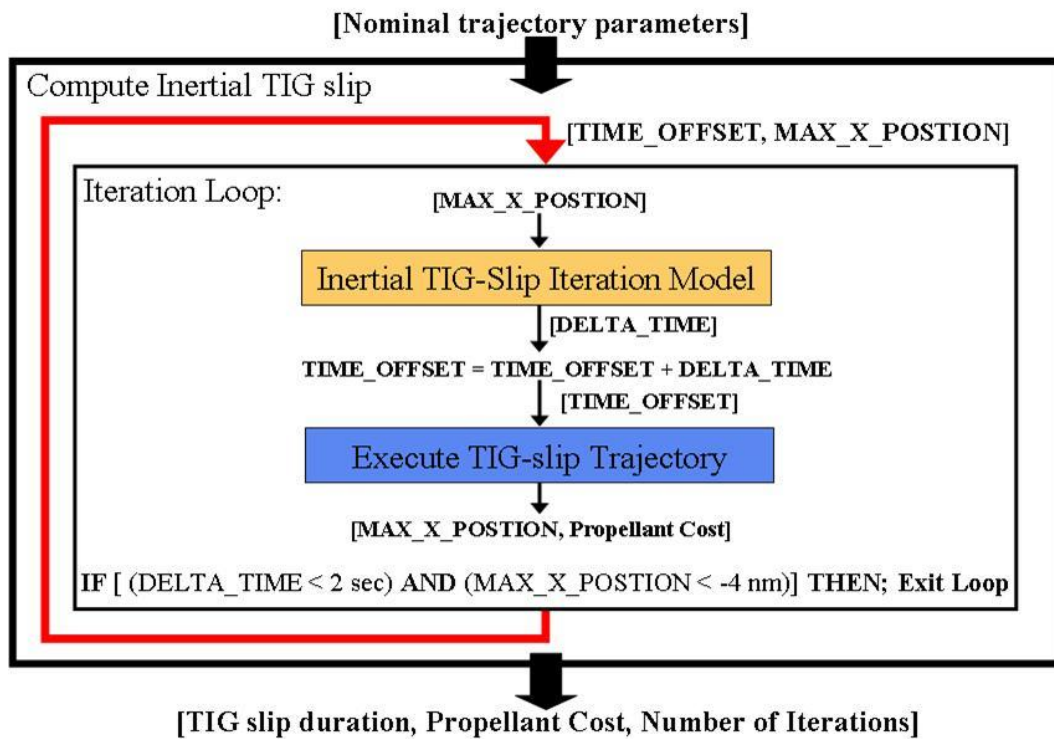 [Nominal trajectory parameters]
Compute Inertial TIG slip
[TIME_OFFSET, MAX_X_POSTION]
Iteration Loop:
[MAX_X_POSTION]
Inertial TIG-Slip Iteration Model
[DELTA_TIME]
TIME_OFFSET = TIME_OFFSET + DELTA_TIME
[TIME_OFFSET]
Execute TIG-slip Trajectory
[MAX_X_POSTION, Propellant Cost]
IF [ (DELTA_TIME < 2 sec) AND (MAX_X_POSTION < -4 nm)] THEN; Exit Loop
[TIG slip duration, Propellant Cost, Number of Iterations]